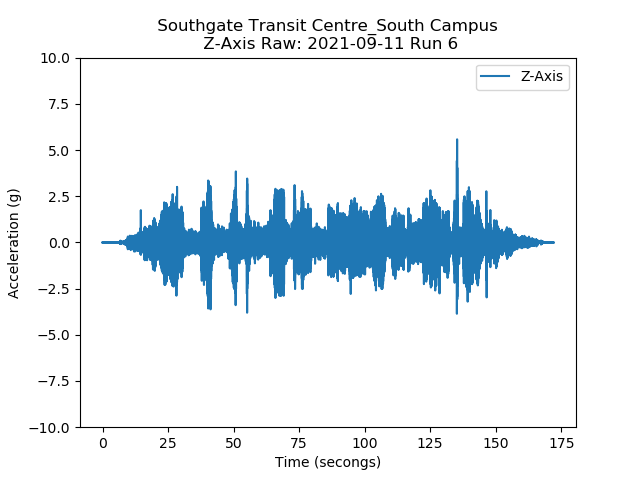 Southgate Transit Centre_South Campus
Z-Axis Raw: 2021-09-11 Run 6
Z-Axis
Acceleration (g)
10.0
7.5
5.0
2.5
0.0
−2.5
−5.0
−7.5
−10.0
0 25 50 75 100 125 150 175
Time (secongs)